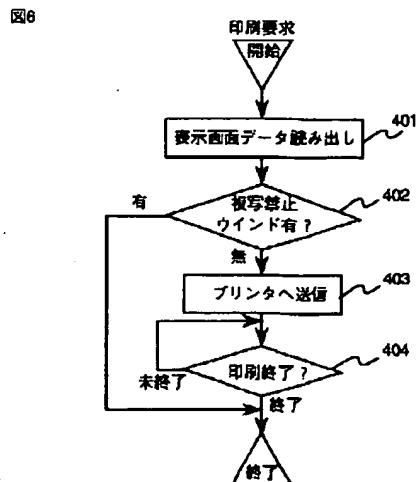 図6
印刷要求
開始
表示画面データ読み出し
401
複写禁止
ウインド有?
402
有
無
プリンタへ送信
403
印刷終了?
404
未終了
終了
終了